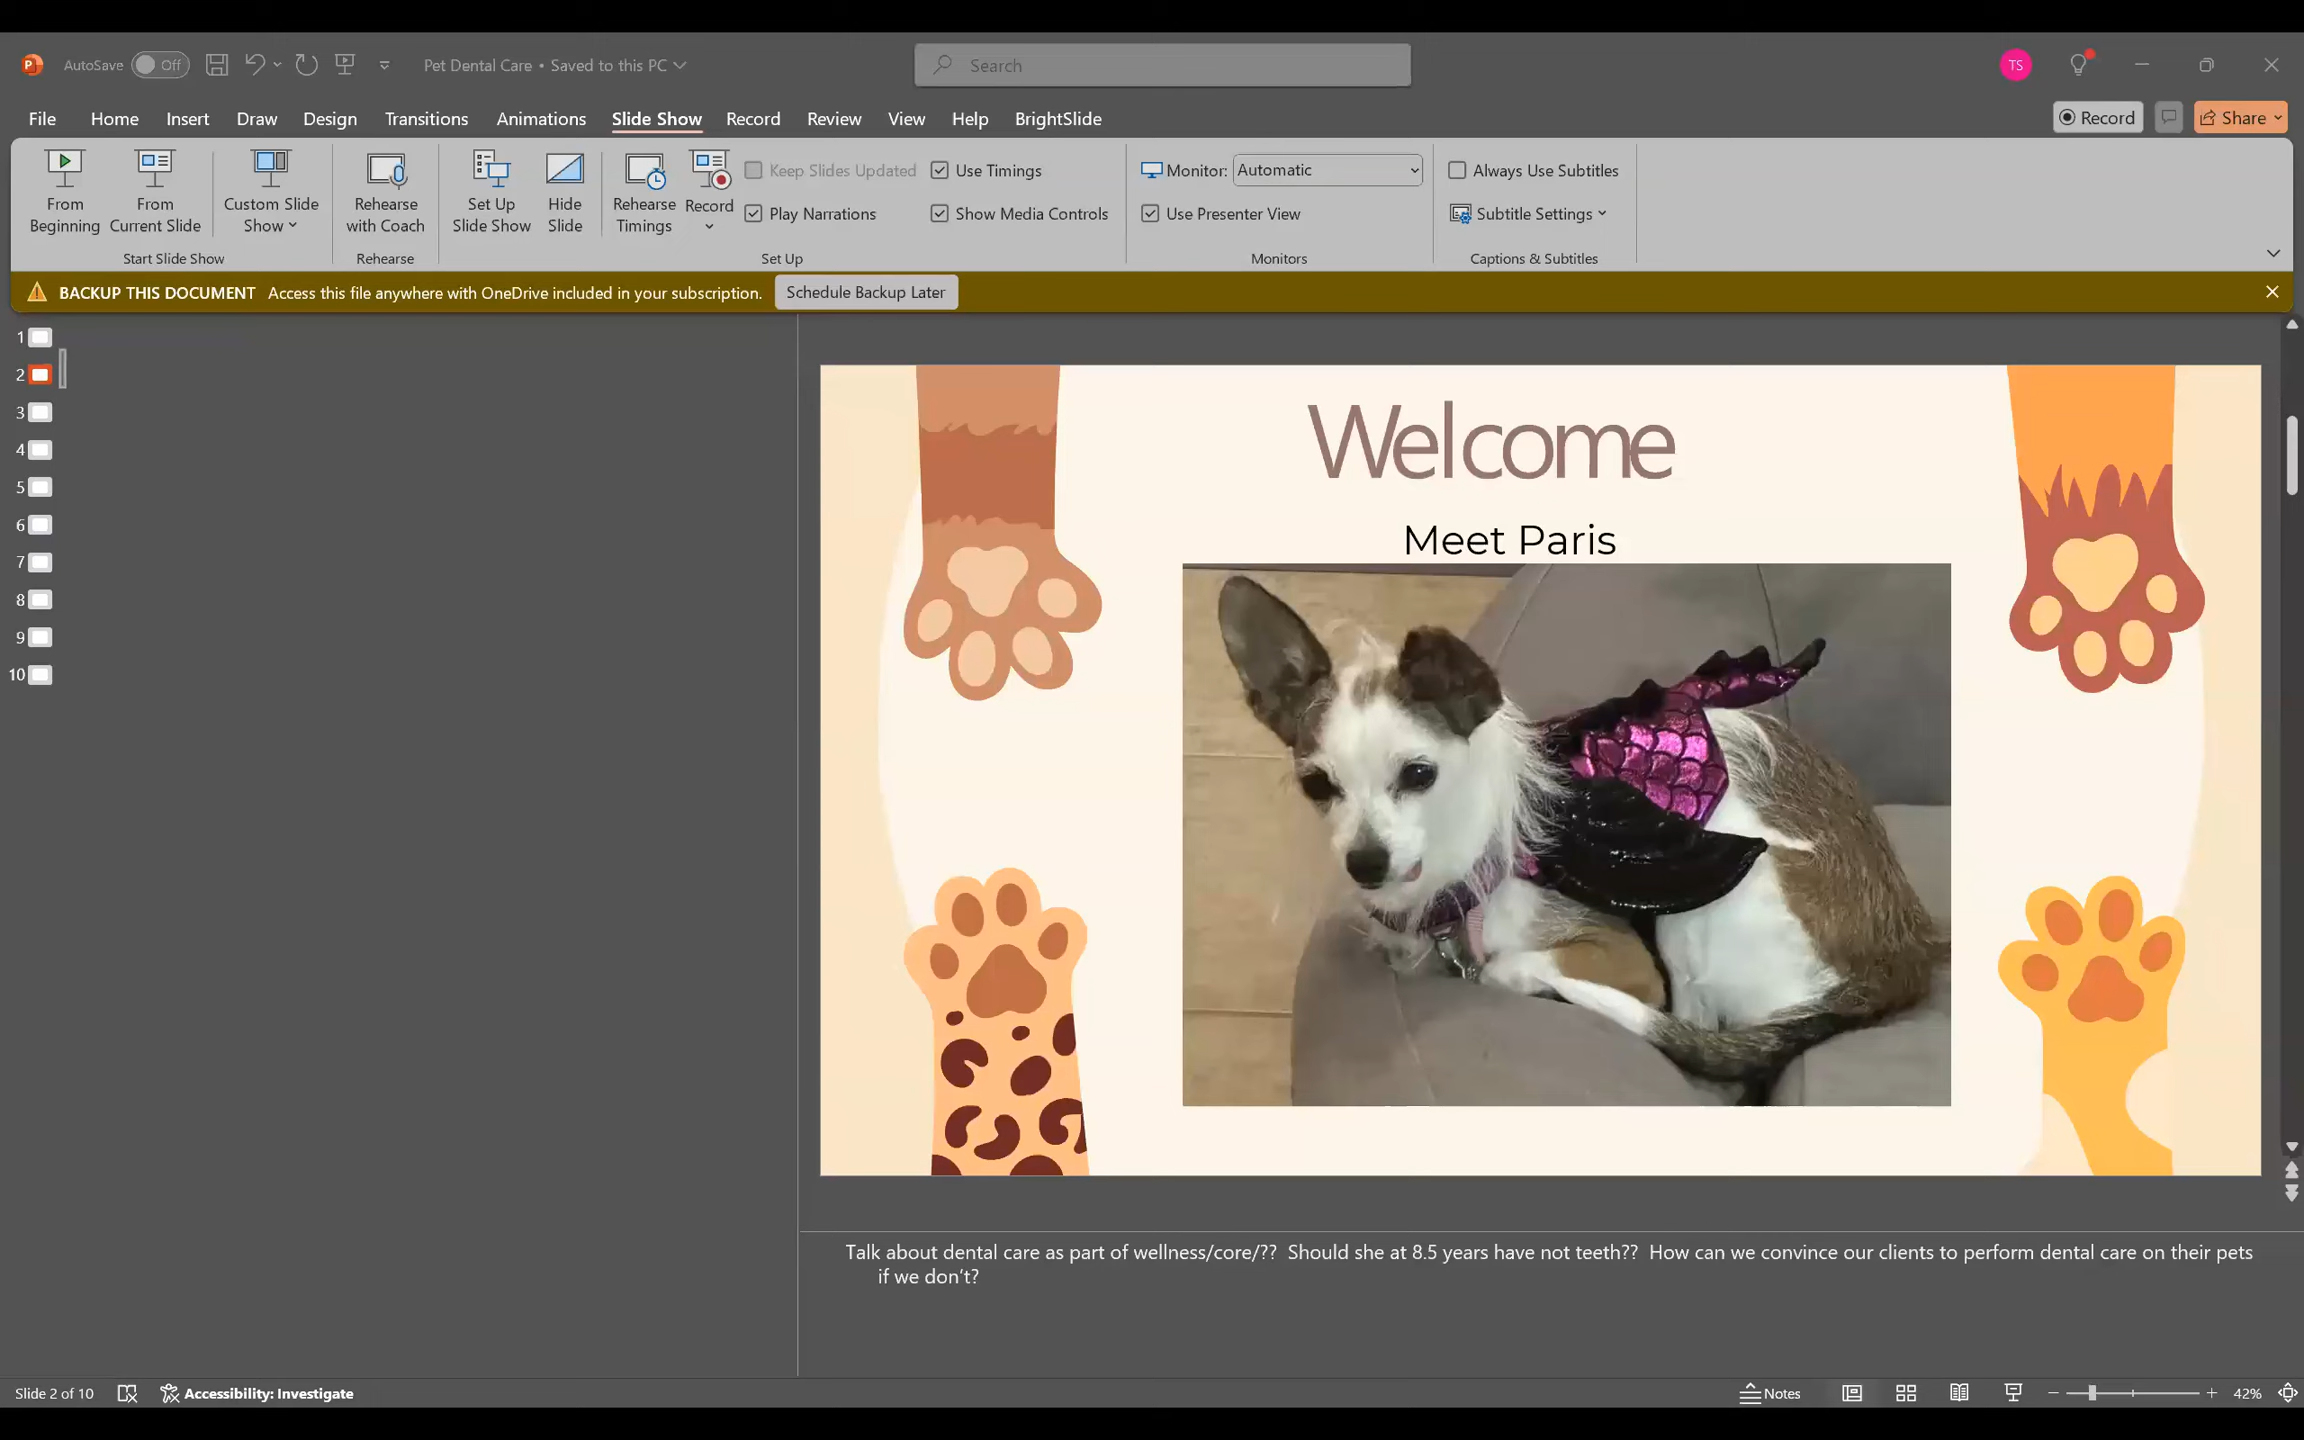 AutoSave Off Pet Dental Care • Saved to this PC Search TS
File Home Insert Draw Design Transitions Animations Slide Show Record Review View Help BrightSlide Record Share
From Beginning
From Current Slide
Custom Slide Show
Start Slide Show
Rehearse with Coach
Rehearse
Set Up Slide Show
Hide Slide
Rehearse Timings
Record
Keep Slides Updated
Play Narrations
Use Timings
Show Media Controls
Set Up
Monitor: Automatic
Use Presenter View
Monitors
Always Use Subtitles
Subtitle Settings
Captions & Subtitles
BACKUP THIS DOCUMENT Access this file anywhere with OneDrive included in your subscription. Schedule Backup Later
1
2
3
4
5
6
7
8
9
10
Welcome
Meet Paris
Talk about dental care as part of wellness/core/?? Should she at 8.5 years have not teeth?? How can we convince our clients to perform dental care on their pets
if we don't?
Slide 2 of 10 Accessibility: Investigate Notes 42%